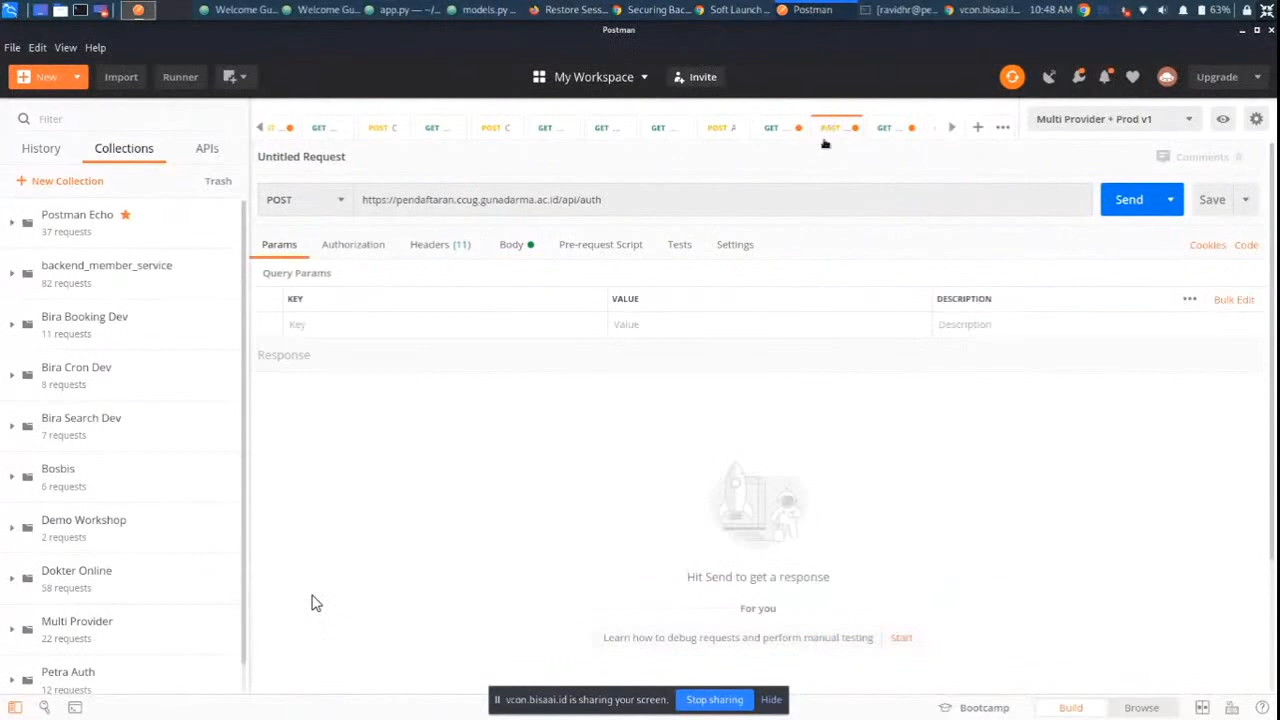 Welcome Gu...
Welcome Gu...
app.py — ~/...
models.py ...
Restore Sess...
Securing Bac...
Soft Launch ...
Postman
[ravidhr@pe...
vcon.bisaai.i...
10:48 AM
63%
Postman
File Edit View Help
New
Import
Runner
My Workspace
Invite
Upgrade
Filter
GET ...
POST C
GET ...
POST C
GET ...
GET ...
GET ...
POST A
GET ...
POST ...
GET ...
Multi Provider + Prod v1
History
Collections
APIs
Untitled Request
Comments 0
+ New Collection
Trash
POST
https://pendaftaran.ccug.gunadarma.ac.id/api/auth
Send
Save
Postman Echo
37 requests
Params
Authorization
Headers (11)
Body
Pre-request Script
Tests
Settings
Cookies Code
backend_member_service
82 requests
Query Params
KEY
VALUE
DESCRIPTION
Bulk Edit
Key
Value
Description
Bira Booking Dev
11 requests
Response
Bira Cron Dev
8 requests
Bira Search Dev
7 requests
Bosbis
6 requests
Demo Workshop
2 requests
Dokter Online
58 requests
Multi Provider
22 requests
Petra Auth
12 requests
Hit Send to get a response
For you
Learn how to debug requests and perform manual testing Start
vcon.bisaai.id is sharing your screen.
Stop sharing
Hide
Bootcamp
Build
Browse